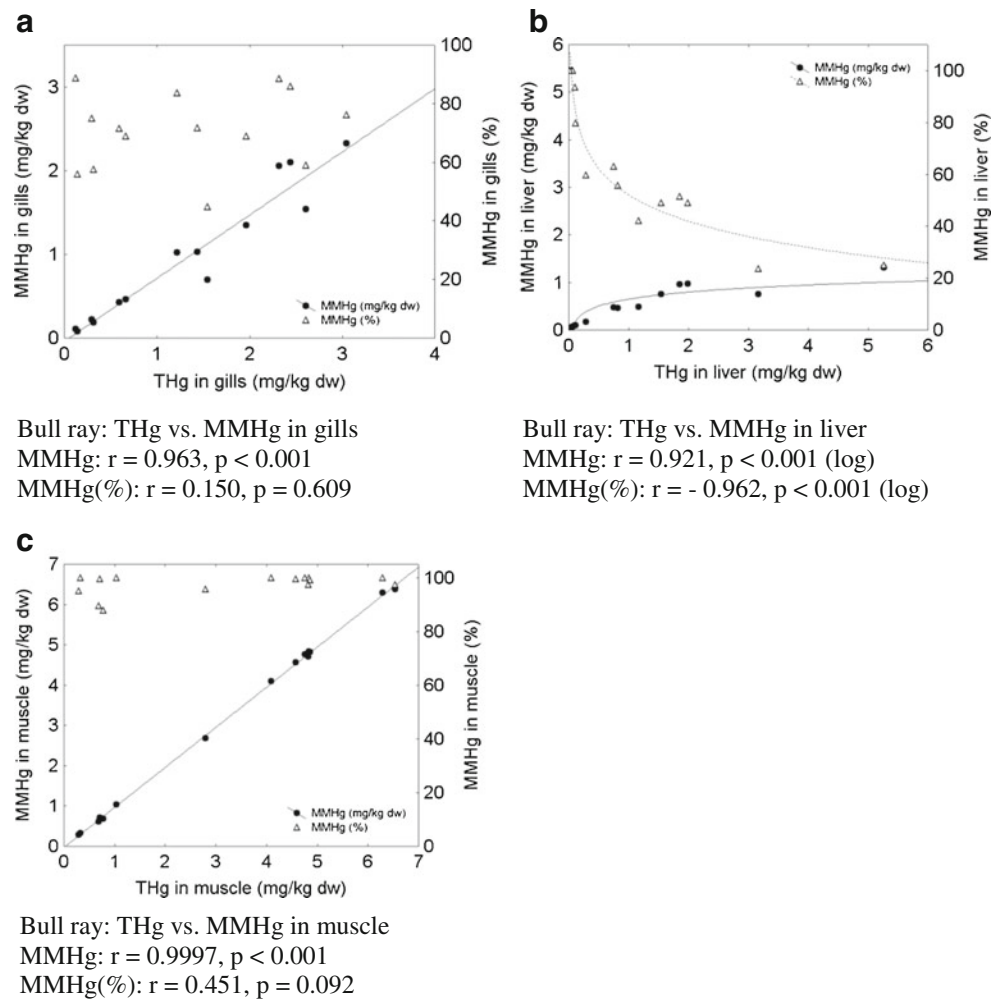 a
MMHg in gills (mg/kg dw)
3
2
1
0
100
80
60
40
20
0
MMHg in gills (%)
MMHg (mg/kg dw)
MMHg (%)
0 1 2 3 4
THg in gills (mg/kg dw)
Bull ray: THg vs. MMHg in gills
MMHg: r = 0.963, p < 0.001
MMHg(%): r = 0.150, p = 0.609
b
MMHg in liver (mg/kg dw)
6
5
4
3
2
1
0
100
80
60
40
20
0
MMHg in liver (%)
MMHg (mg/kg dw)
MMHg (%)
0 1 2 3 4 5 6
THg in liver (mg/kg dw)
Bull ray: THg vs. MMHg in liver
MMHg: r = 0.921, p < 0.001 (log)
MMHg(%): r = - 0.962, p < 0.001 (log)
c
MMHg in muscle (mg/kg dw)
7
6
5
4
3
2
1
0
100
80
60
40
20
0
MMHg in muscle (%)
MMHg (mg/kg dw)
MMHg (%)
0 1 2 3 4 5 6 7
THg in muscle (mg/kg dw)
Bull ray: THg vs. MMHg in muscle
MMHg: r = 0.9997, p < 0.001
MMHg(%): r = 0.451, p = 0.092